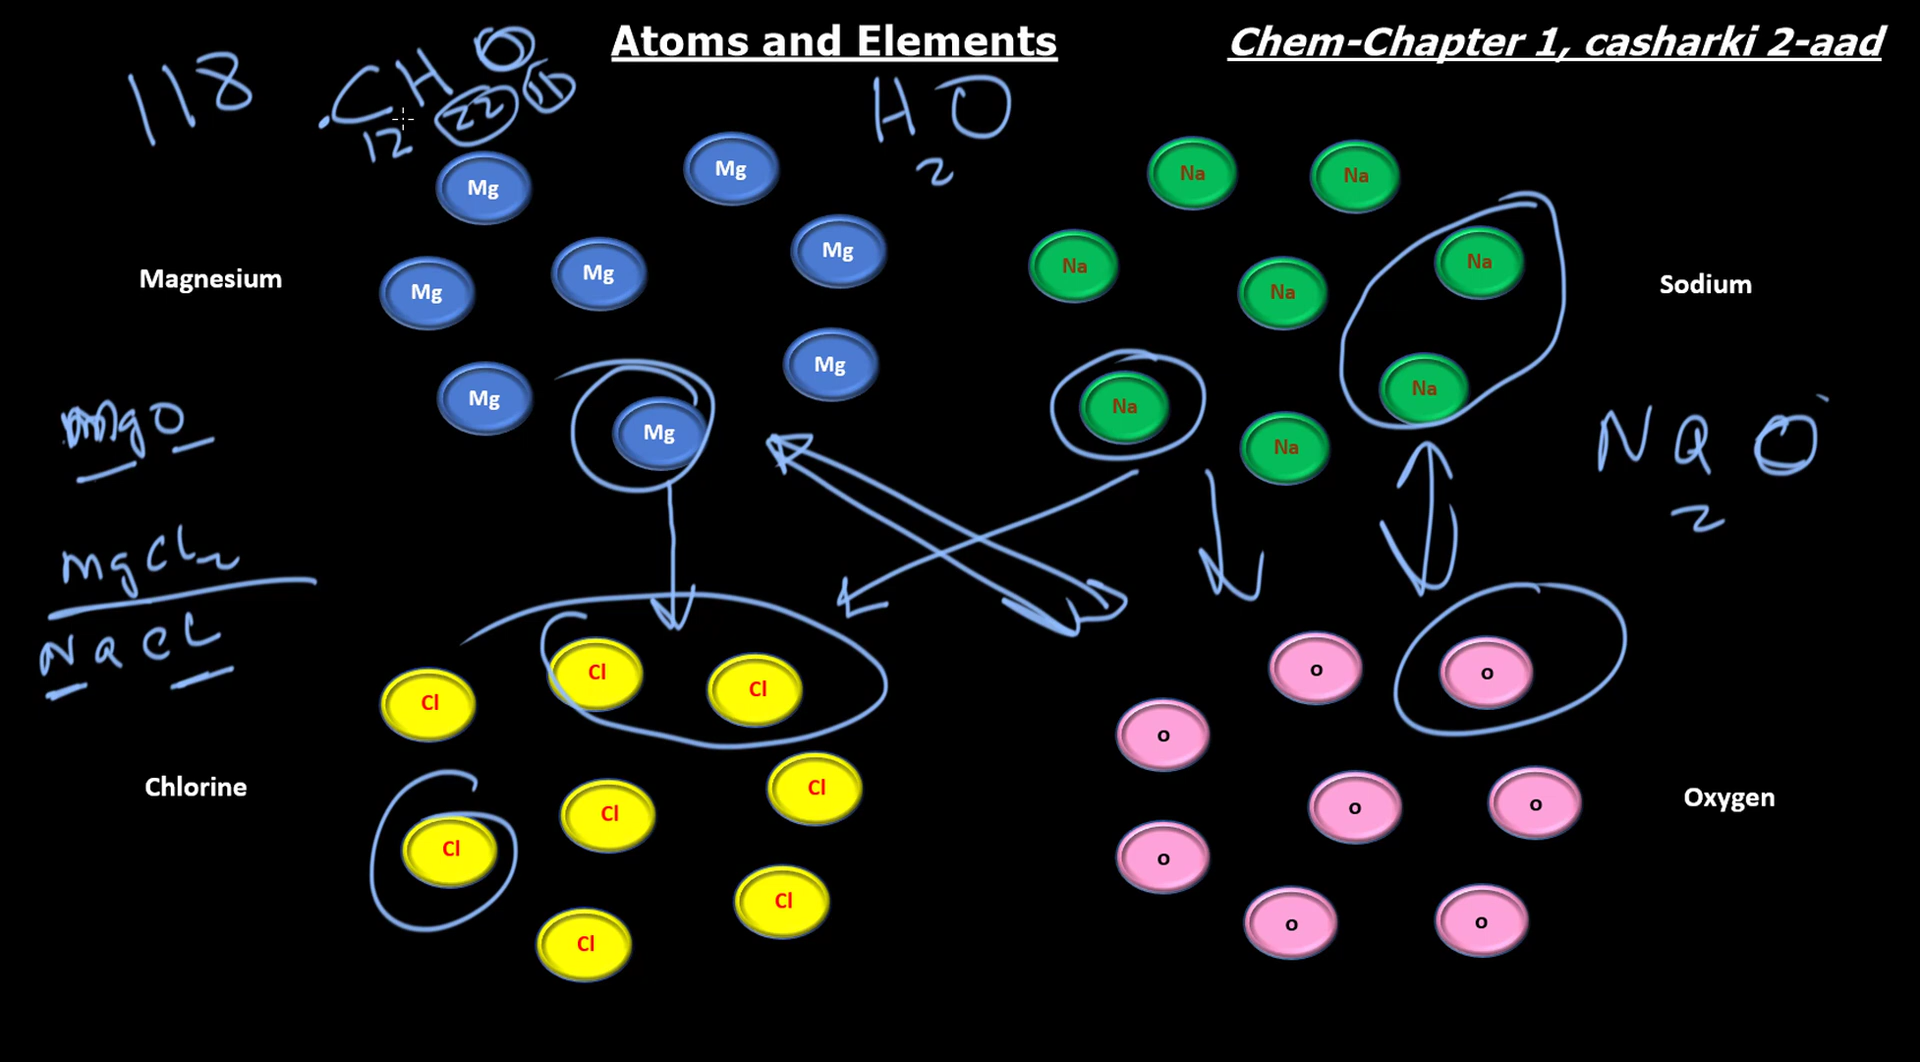 Atoms and Elements
Chem-Chapter 1, casharki 2-aad
118
C12H22O11
H2O
Mg
Mg
Mg
Mg
Mg
Mg
Mg
Mg
Magnesium
Na
Na
Na
Na
Na
Na
Na
Na
Sodium
MgO
MgCl2
NaCl
Na2O
Cl
Cl
Cl
Cl
Cl
Cl
Cl
Cl
Chlorine
O
O
O
O
O
O
O
O
Oxygen